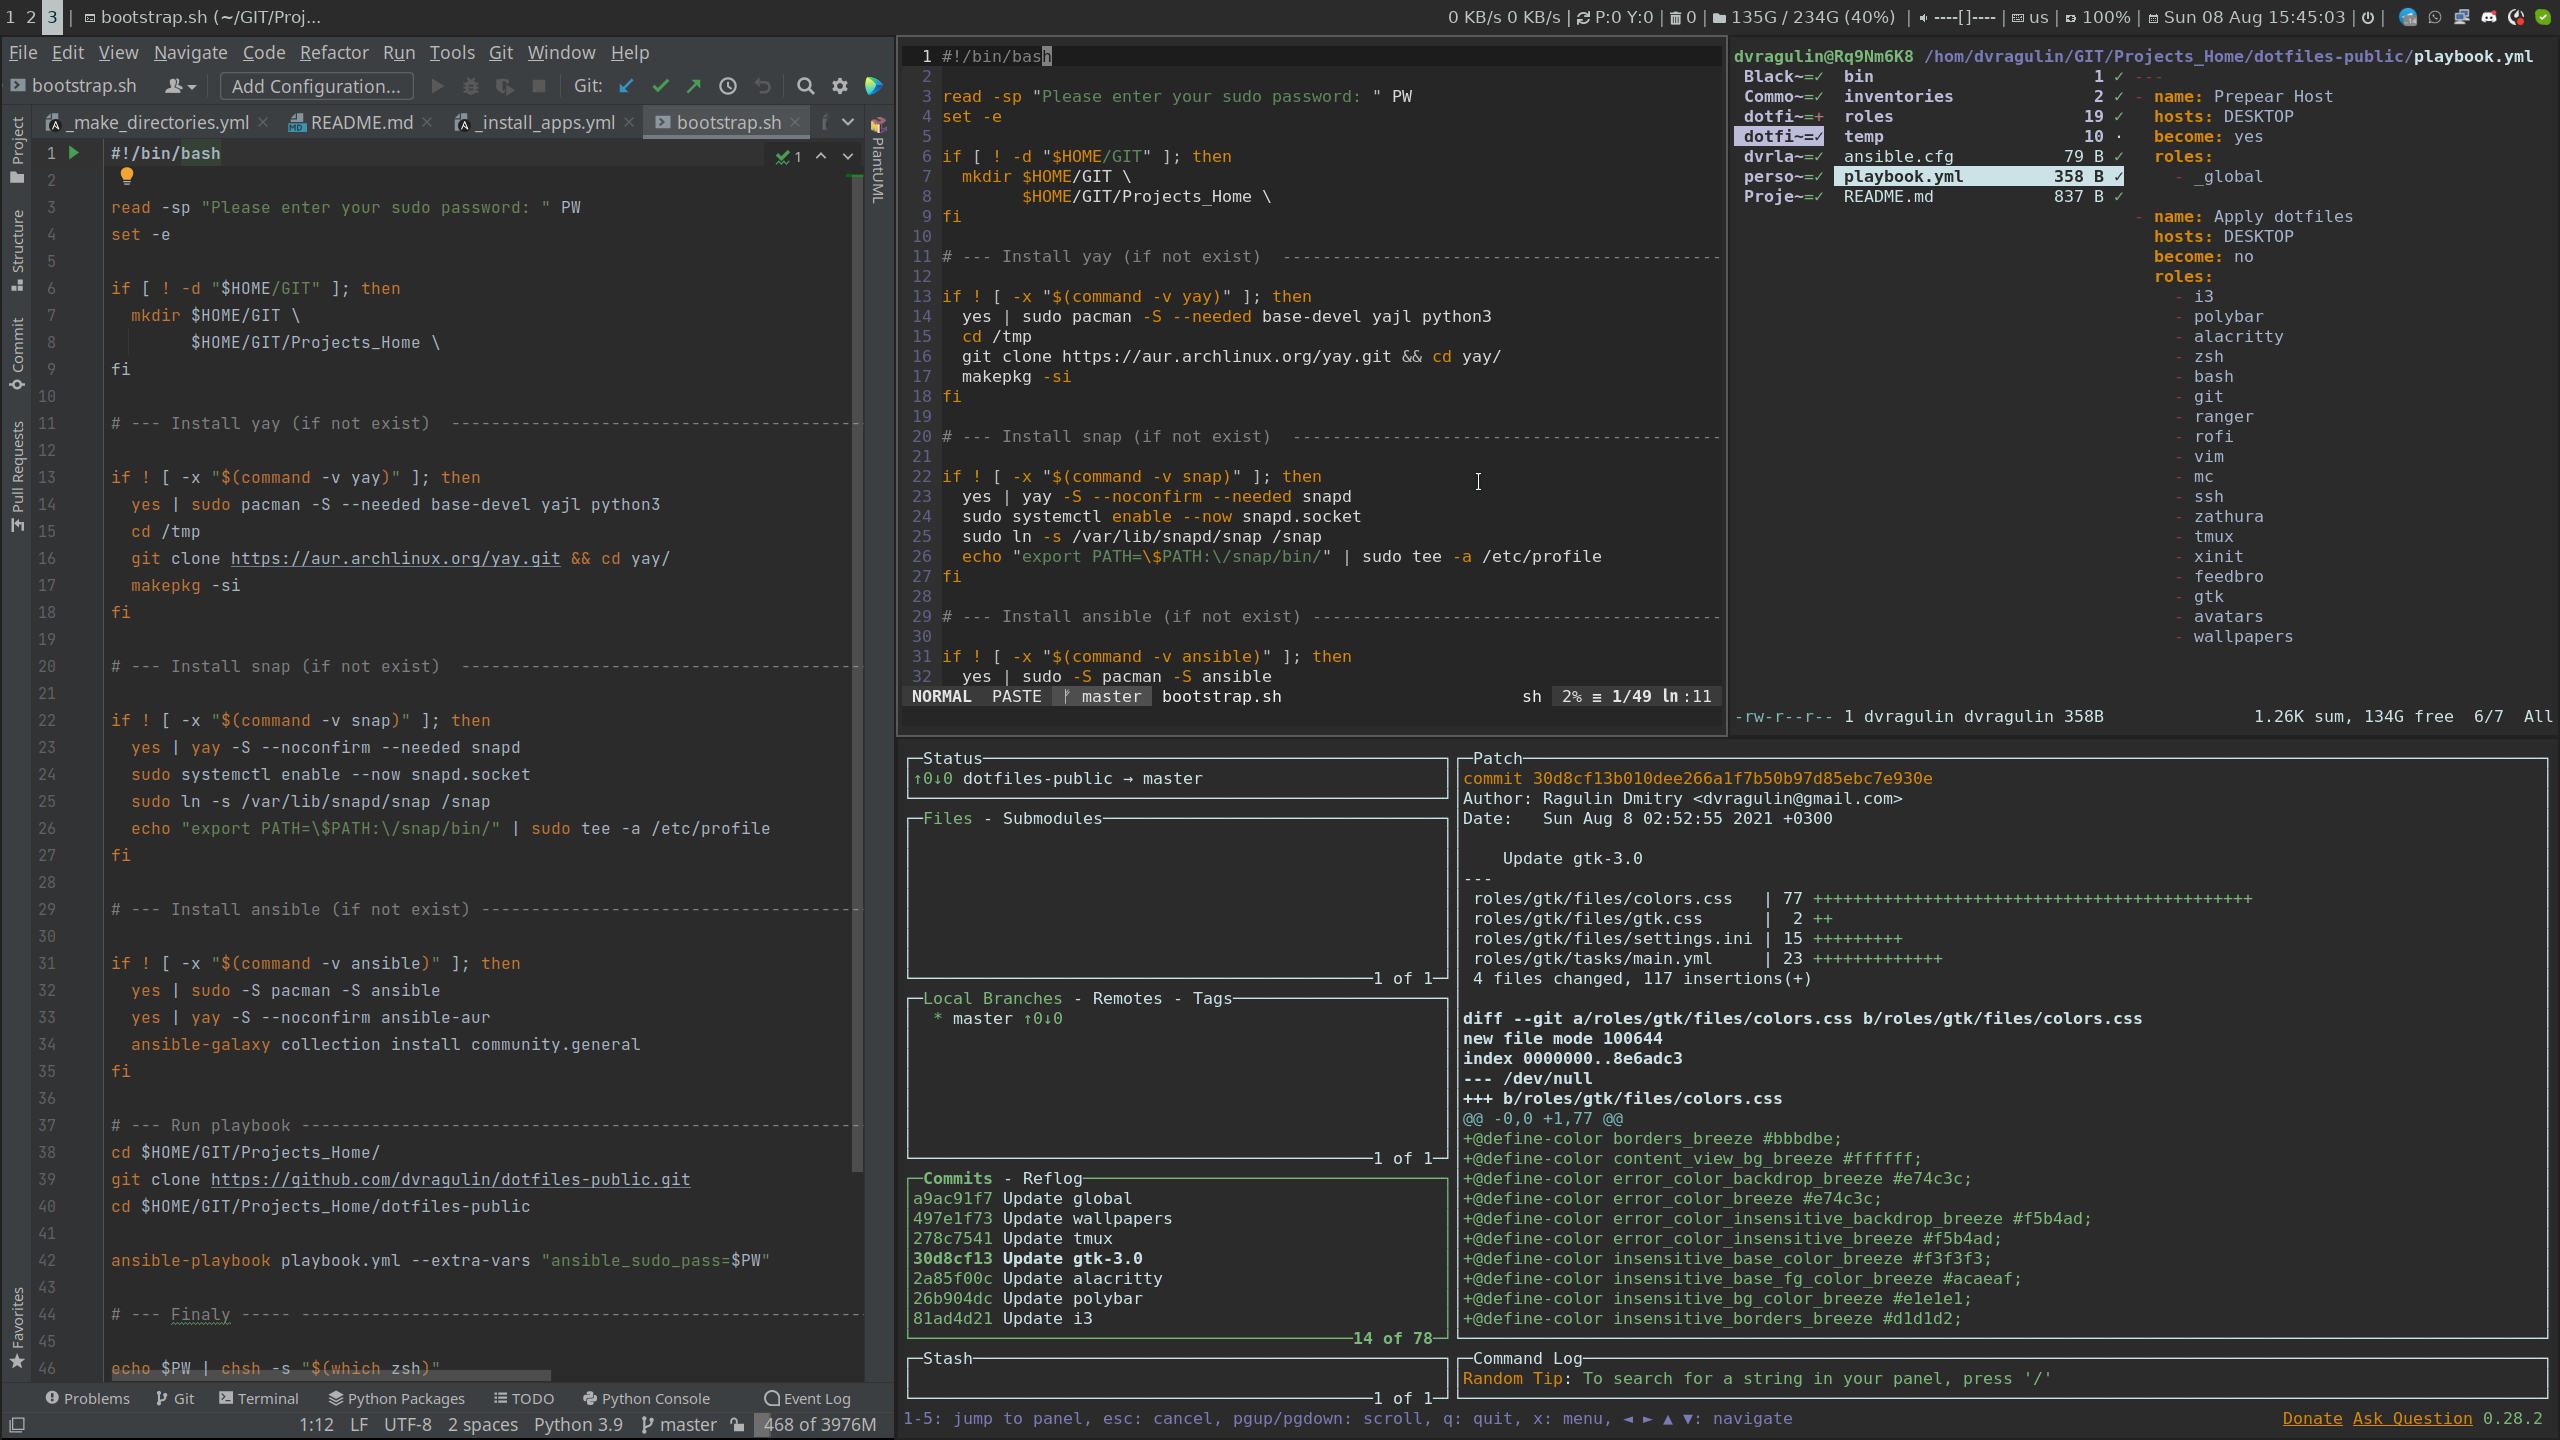 1 2 3 | bootstrap.sh (~/GIT/Proj...
0 KB/s 0 KB/s | P:0 Y:0 | 0 | 135G / 234G (40%) | ----[]---- | us | 100% | Sun 08 Aug 15:45:03 |
File Edit View Navigate Code Refactor Run Tools Git Window Help
bootstrap.sh Add Configuration... Git:
_make_directories.yml README.md _install_apps.yml bootstrap.sh
Project
Structure
Commit
Pull Requests
Favorites
PlantUML
1
1 #!/bin/bash
2
3 read -sp "Please enter your sudo password: " PW
4 set -e
5
6 if [ ! -d "$HOME/GIT" ]; then
7 mkdir $HOME/GIT \
8 $HOME/GIT/Projects_Home \
9 fi
10
11 # --- Install yay (if not exist) -----------------------------------------
12
13 if ! [ -x "$(command -v yay)" ]; then
14 yes | sudo pacman -S --needed base-devel yajl python3
15 cd /tmp
16 git clone https://aur.archlinux.org/yay.git && cd yay/
17 makepkg -si
18 fi
19
20 # --- Install snap (if not exist) ----------------------------------------
21
22 if ! [ -x "$(command -v snap)" ]; then
23 yes | yay -S --noconfirm --needed snapd
24 sudo systemctl enable --now snapd.socket
25 sudo ln -s /var/lib/snapd/snap /snap
26 echo "export PATH=\$PATH:\/snap/bin/" | sudo tee -a /etc/profile
27 fi
28
29 # --- Install ansible (if not exist) --------------------------------------
30
31 if ! [ -x "$(command -v ansible)" ]; then
32 yes | sudo -S pacman -S ansible
33 yes | yay -S --noconfirm ansible-aur
34 ansible-galaxy collection install community.general
35 fi
36
37 # --- Run playbook --------------------------------------------------------
38 cd $HOME/GIT/Projects_Home/
39 git clone https://github.com/dvragulin/dotfiles-public.git
40 cd $HOME/GIT/Projects_Home/dotfiles-public
41
42 ansible-playbook playbook.yml --extra-vars "ansible_sudo_pass=$PW"
43
44 # --- Finaly ----- --------------------------------------------------------
45
46 echo $PW | chsh -s "$(which zsh)"
Problems Git Terminal Python Packages TODO Python Console Event Log
1:12 LF UTF-8 2 spaces Python 3.9 master 468 of 3976M
1 #!/bin/bash
2
3 read -sp "Please enter your sudo password: " PW
4 set -e
5
6 if [ ! -d "$HOME/GIT" ]; then
7 mkdir $HOME/GIT \
8 $HOME/GIT/Projects_Home \
9 fi
10
11 # --- Install yay (if not exist) --------------------------------------------
12
13 if ! [ -x "$(command -v yay)" ]; then
14 yes | sudo pacman -S --needed base-devel yajl python3
15 cd /tmp
16 git clone https://aur.archlinux.org/yay.git && cd yay/
17 makepkg -si
18 fi
19
20 # --- Install snap (if not exist) -------------------------------------------
21
22 if ! [ -x "$(command -v snap)" ]; then
23 yes | yay -S --noconfirm --needed snapd
24 sudo systemctl enable --now snapd.socket
25 sudo ln -s /var/lib/snapd/snap /snap
26 echo "export PATH=\$PATH:\/snap/bin/" | sudo tee -a /etc/profile
27 fi
28
29 # --- Install ansible (if not exist) -----------------------------------------
30
31 if ! [ -x "$(command -v ansible)" ]; then
32 yes | sudo -S pacman -S ansible
NORMAL PASTE master bootstrap.sh sh 2% ≡ 1/49 ln :11
dvragulin@Rq9Nm6K8 /hom/dvragulin/GIT/Projects_Home/dotfiles-public/playbook.yml
Black~=✓ bin 1 ✓ ---
Commo~=✓ inventories 2 ✓ - name: Prepear Host
dotfi~=+ roles 19 ✓ hosts: DESKTOP
dotfi~=✓ temp 10 · become: yes
dvrla~=✓ ansible.cfg 79 B ✓ roles:
perso~=✓ playbook.yml 358 B ✓ - _global
Proje~=✓ README.md 837 B ✓
- name: Apply dotfiles
hosts: DESKTOP
become: no
roles:
- i3
- polybar
- alacritty
- zsh
- bash
- git
- ranger
- rofi
- vim
- mc
- ssh
- zathura
- tmux
- xinit
- feedbro
- gtk
- avatars
- wallpapers
-rw-r--r-- 1 dvragulin dvragulin 358B 1.26K sum, 134G free 6/7 All
Status
↑0↓0 dotfiles-public → master
Files - Submodules
1 of 1
Local Branches - Remotes - Tags
* master ↑0↓0
1 of 1
Commits - Reflog
a9ac91f7 Update global
497e1f73 Update wallpapers
278c7541 Update tmux
30d8cf13 Update gtk-3.0
2a85f00c Update alacritty
26b904dc Update polybar
81ad4d21 Update i3
14 of 78
Stash
1 of 1
Patch
commit 30d8cf13b010dee266a1f7b50b97d85ebc7e930e
Author: Ragulin Dmitry <dvragulin@gmail.com>
Date: Sun Aug 8 02:52:55 2021 +0300
Update gtk-3.0
---
roles/gtk/files/colors.css | 77 ++++++++++++++++++++++++++++++++++++++++++++
roles/gtk/files/gtk.css | 2 ++
roles/gtk/files/settings.ini | 15 +++++++++
roles/gtk/tasks/main.yml | 23 +++++++++++++
4 files changed, 117 insertions(+)
diff --git a/roles/gtk/files/colors.css b/roles/gtk/files/colors.css
new file mode 100644
index 0000000..8e6adc3
--- /dev/null
+++ b/roles/gtk/files/colors.css
@@ -0,0 +1,77 @@
+@define-color borders_breeze #bbbdbe;
+@define-color content_view_bg_breeze #ffffff;
+@define-color error_color_backdrop_breeze #e74c3c;
+@define-color error_color_breeze #e74c3c;
+@define-color error_color_insensitive_backdrop_breeze #f5b4ad;
+@define-color error_color_insensitive_breeze #f5b4ad;
+@define-color insensitive_base_color_breeze #f3f3f3;
+@define-color insensitive_base_fg_color_breeze #acaeaf;
+@define-color insensitive_bg_color_breeze #e1e1e1;
+@define-color insensitive_borders_breeze #d1d1d2;
Command Log
Random Tip: To search for a string in your panel, press '/'
1-5: jump to panel, esc: cancel, pgup/pgdown: scroll, q: quit, x: menu, ◄ ► ▲ ▼: navigate
Donate Ask Question 0.28.2